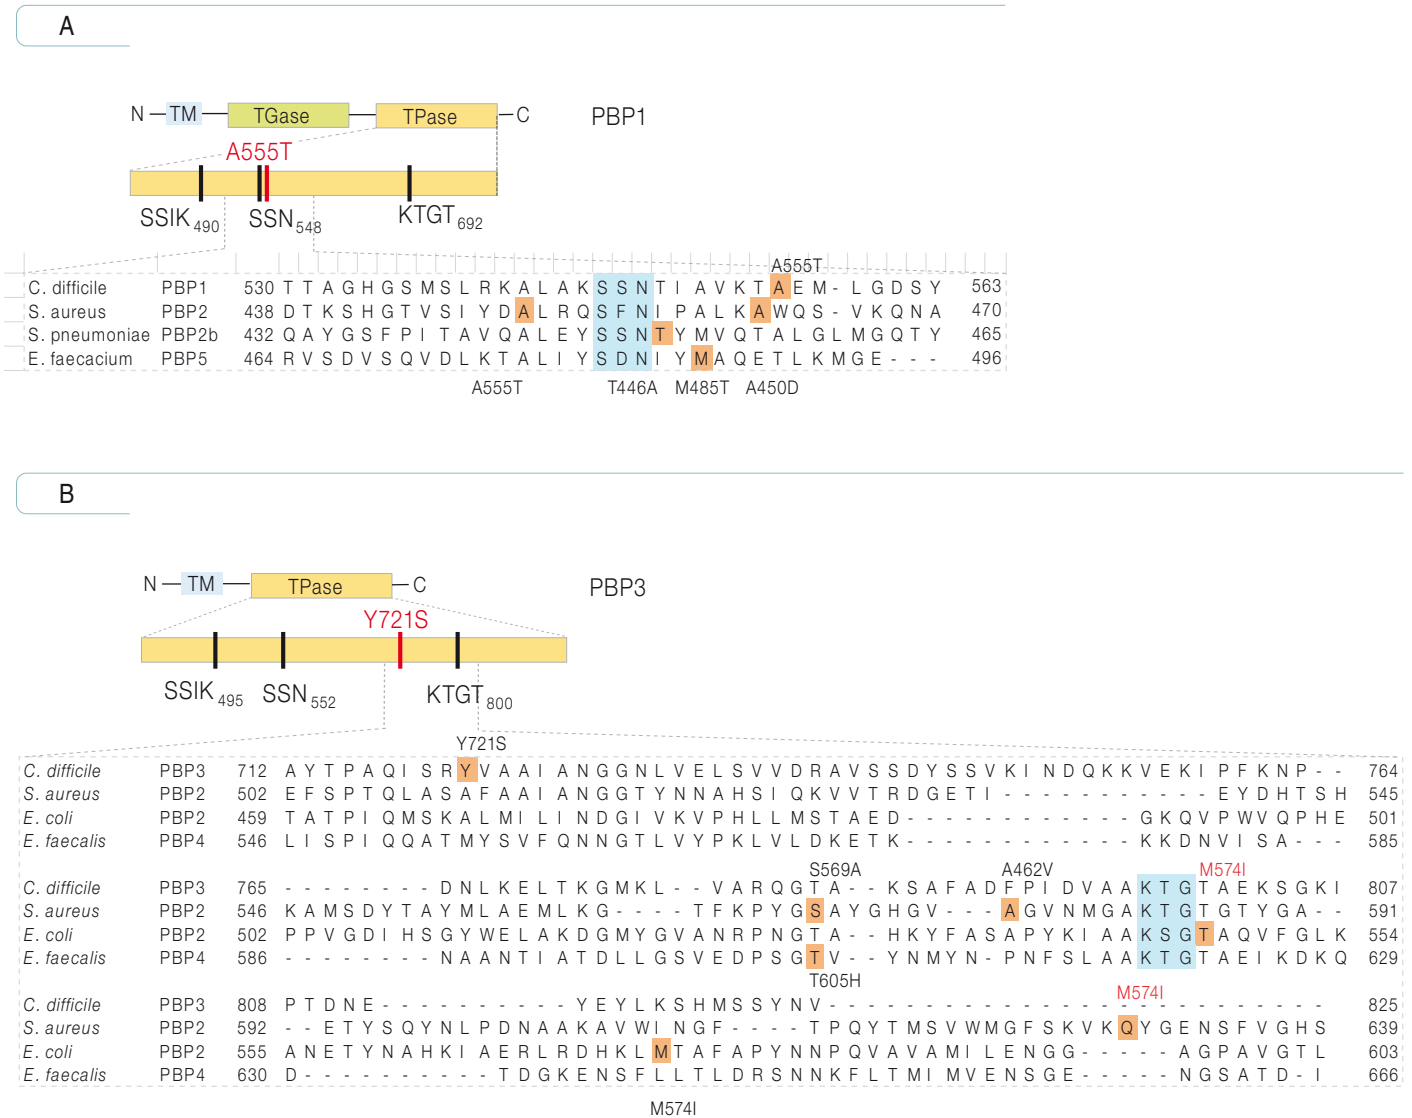 A
N TM TGase TPase C PBP1
A555T
SSIK 490 SSN 548 KTGT 692
A555T
C. difficile PBP1 530 T T A G H G S M S L R K A L A K S S N T I A V K T A E M - L G D S Y 563
S. aureus PBP2 438 D T K S H G T V S I Y D A L R Q S F N I P A L K A W Q S - V K Q N A 470
S. pneumoniae PBP2b 432 Q A Y G S F P I T A V Q A L E Y S S N T Y M V Q T A L G L M G Q T Y 465
E. faecacium PBP5 464 R V S D V S Q V D L K T A L I Y S D N I Y M A Q E T L K M G E - - - 496
A555T T446A M485T A450D
B
N TM TPase C PBP3
Y721S
SSIK 495 SSN 552 KTGT 800
Y721S
C. difficile PBP3 712 A Y T P A Q I S R Y V A A I A N G G N L V E L S V V D R A V S S D Y S S V K I N D Q K K V E K I P F K N P - - 764
S. aureus PBP2 502 E F S P T Q L A S A F A A I A N G G T Y N N A H S I Q K V V T R D G E T I - - - - - - - - - - - E Y D H T S H 545
E. coli PBP2 459 T A T P I Q M S K A L M I L I N D G I V K V P H L L M S T A E D - - - - - - - - - - - - G K Q V P W V Q P H E 501
E. faecalis PBP4 546 L I S P I Q Q A T M Y S V F Q N N G T L V Y P K L V L D K E T K - - - - - - - - - - - - K K D N V I S A - - - 585
S569A A462V M574I
C. difficile PBP3 765 - - - - - - - - D N L K E L T K G M K L - - V A R Q G T A - - K S A F A D F P I D V A A K T G T A E K S G K I 807
S. aureus PBP2 546 K A M S D Y T A Y M L A E M L K G - - - - T F K P Y G S A Y G H G V - - - A G V N M G A K T G T G T Y G A - - 591
E. coli PBP2 502 P P V G D I H S G Y W E L A K D G M Y G V A N R P N G T A - - H K Y F A S A P Y K I A A K S G T A Q V F G L K 554
E. faecalis PBP4 586 - - - - - - - N A A N T I A T D L L G S V E D P S G T V - - Y N M Y N - P N F S L A A K T G T A E I K D K Q 629
T605H
M574I
C. difficile PBP3 808 P T D N E - - - - - - - - - - Y E Y L K S H M S S Y N V - - - - - - - - - - - - - - - - - - - - - - - - - - 825
S. aureus PBP2 592 - - E T Y S Q Y N L P D N A A K A V W I N G F - - - - T P Q Y T M S V W M G F S K V K Q Y G E N S F V G H S 639
E. coli PBP2 555 A N E T Y N A H K I A E R L R D H K L M T A F A P Y N N P Q V A V A M I L E N G G - - - - - A G P A V G T L 603
E. faecalis PBP4 630 D - - - - - - - - - - T D G K E N S F L L T L D R S N N K F L T M I M V E N S G E - - - - - N G S A T D - I 666
M574I